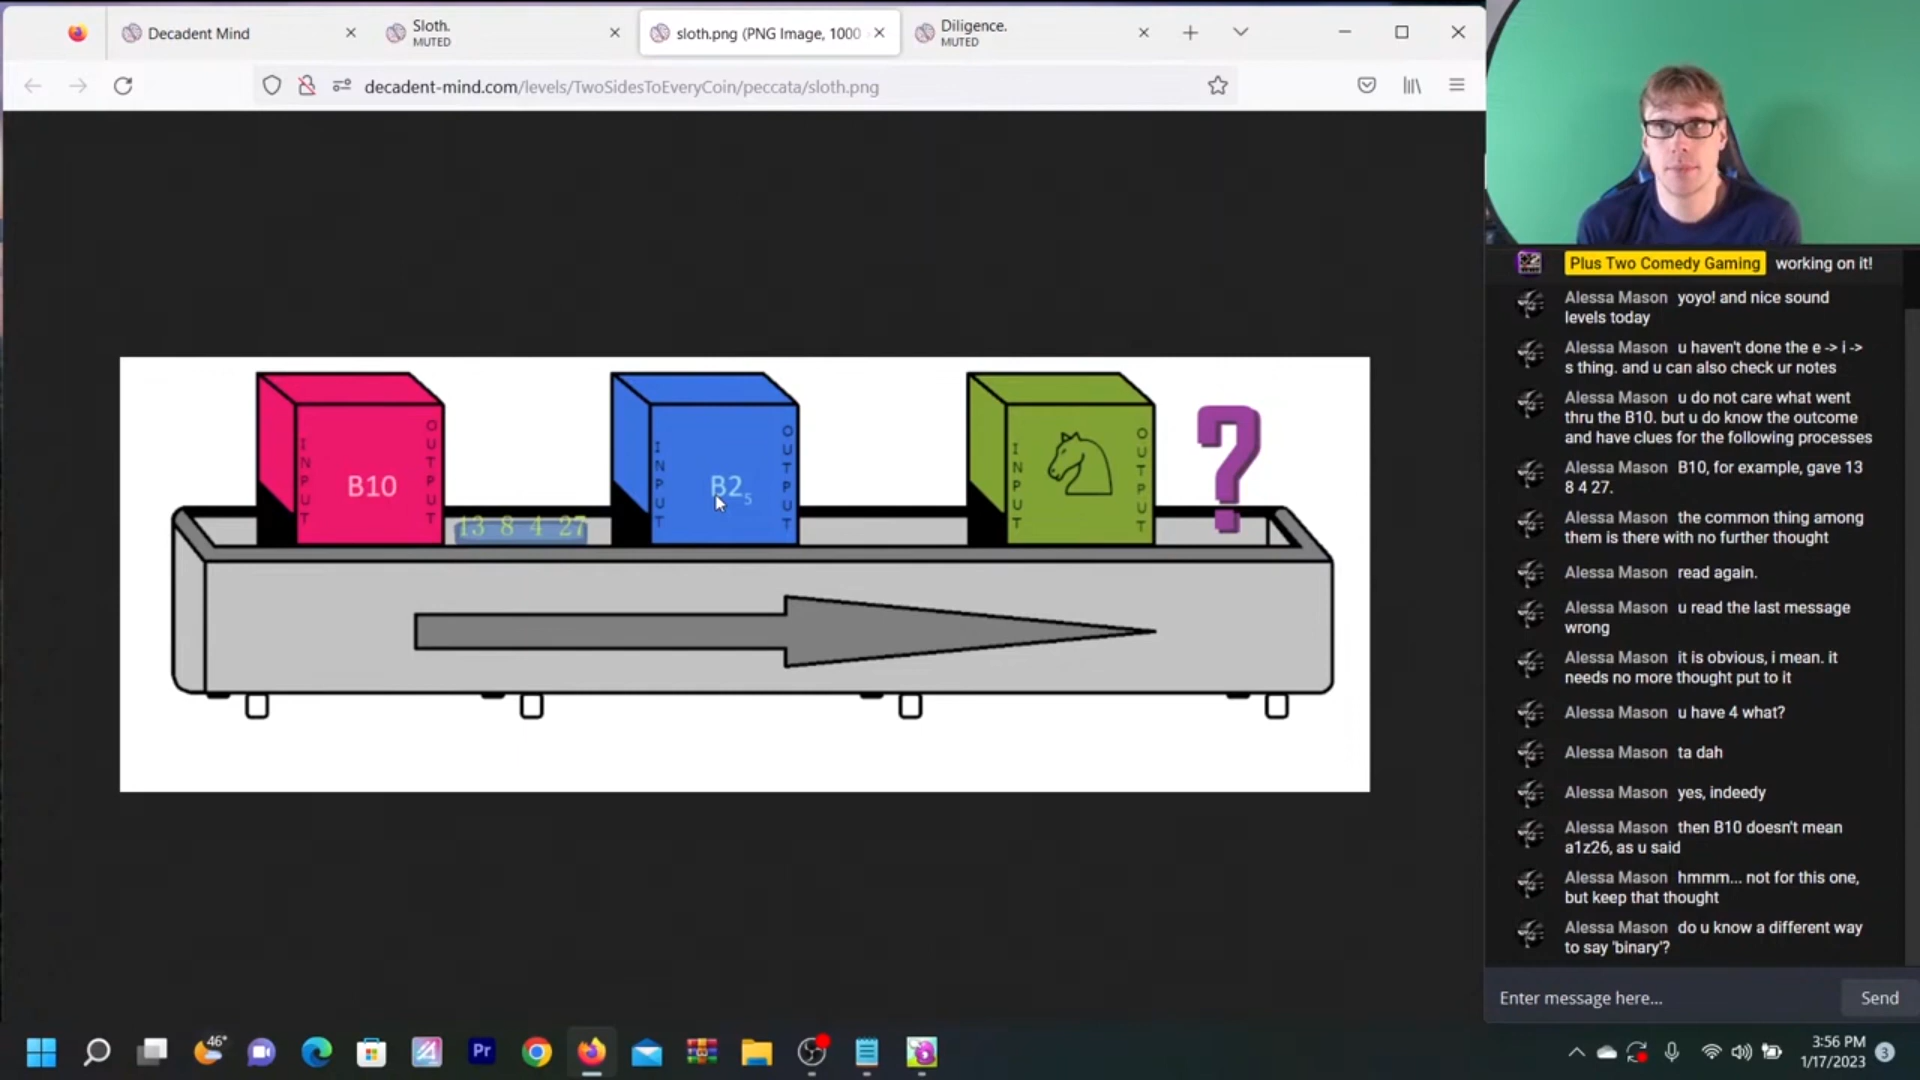 Decadent Mind
Sloth.
MUTED
sloth.png (PNG Image, 1000
Diligence.
MUTED
decadent-mind.com/levels/TwoSidesToEveryCoin/peccata/sloth.png
INPUT
B10
OUTPUT
13 8 4 27
INPUT
B2
5
OUTPUT
INPUT
OUTPUT
?
Plus Two Comedy Gaming working on it!
Alessa Mason yoyo! and nice sound
levels today
Alessa Mason u haven't done the e -> i ->
s thing. and u can also check ur notes
Alessa Mason u do not care what went
thru the B10. but u do know the outcome
and have clues for the following processes
Alessa Mason B10, for example, gave 13
8 4 27.
Alessa Mason the common thing among
them is there with no further thought
Alessa Mason read again.
Alessa Mason u read the last message
wrong
Alessa Mason it is obvious, i mean. it
needs no more thought put to it
Alessa Mason u have 4 what?
Alessa Mason ta dah
Alessa Mason yes, indeedy
Alessa Mason then B10 doesn't mean
a1z26, as u said
Alessa Mason hmmm... not for this one,
but keep that thought
Alessa Mason do u know a different way
to say 'binary'?
Enter message here...
Send
46°
Pr
3:56 PM
1/17/2023
3